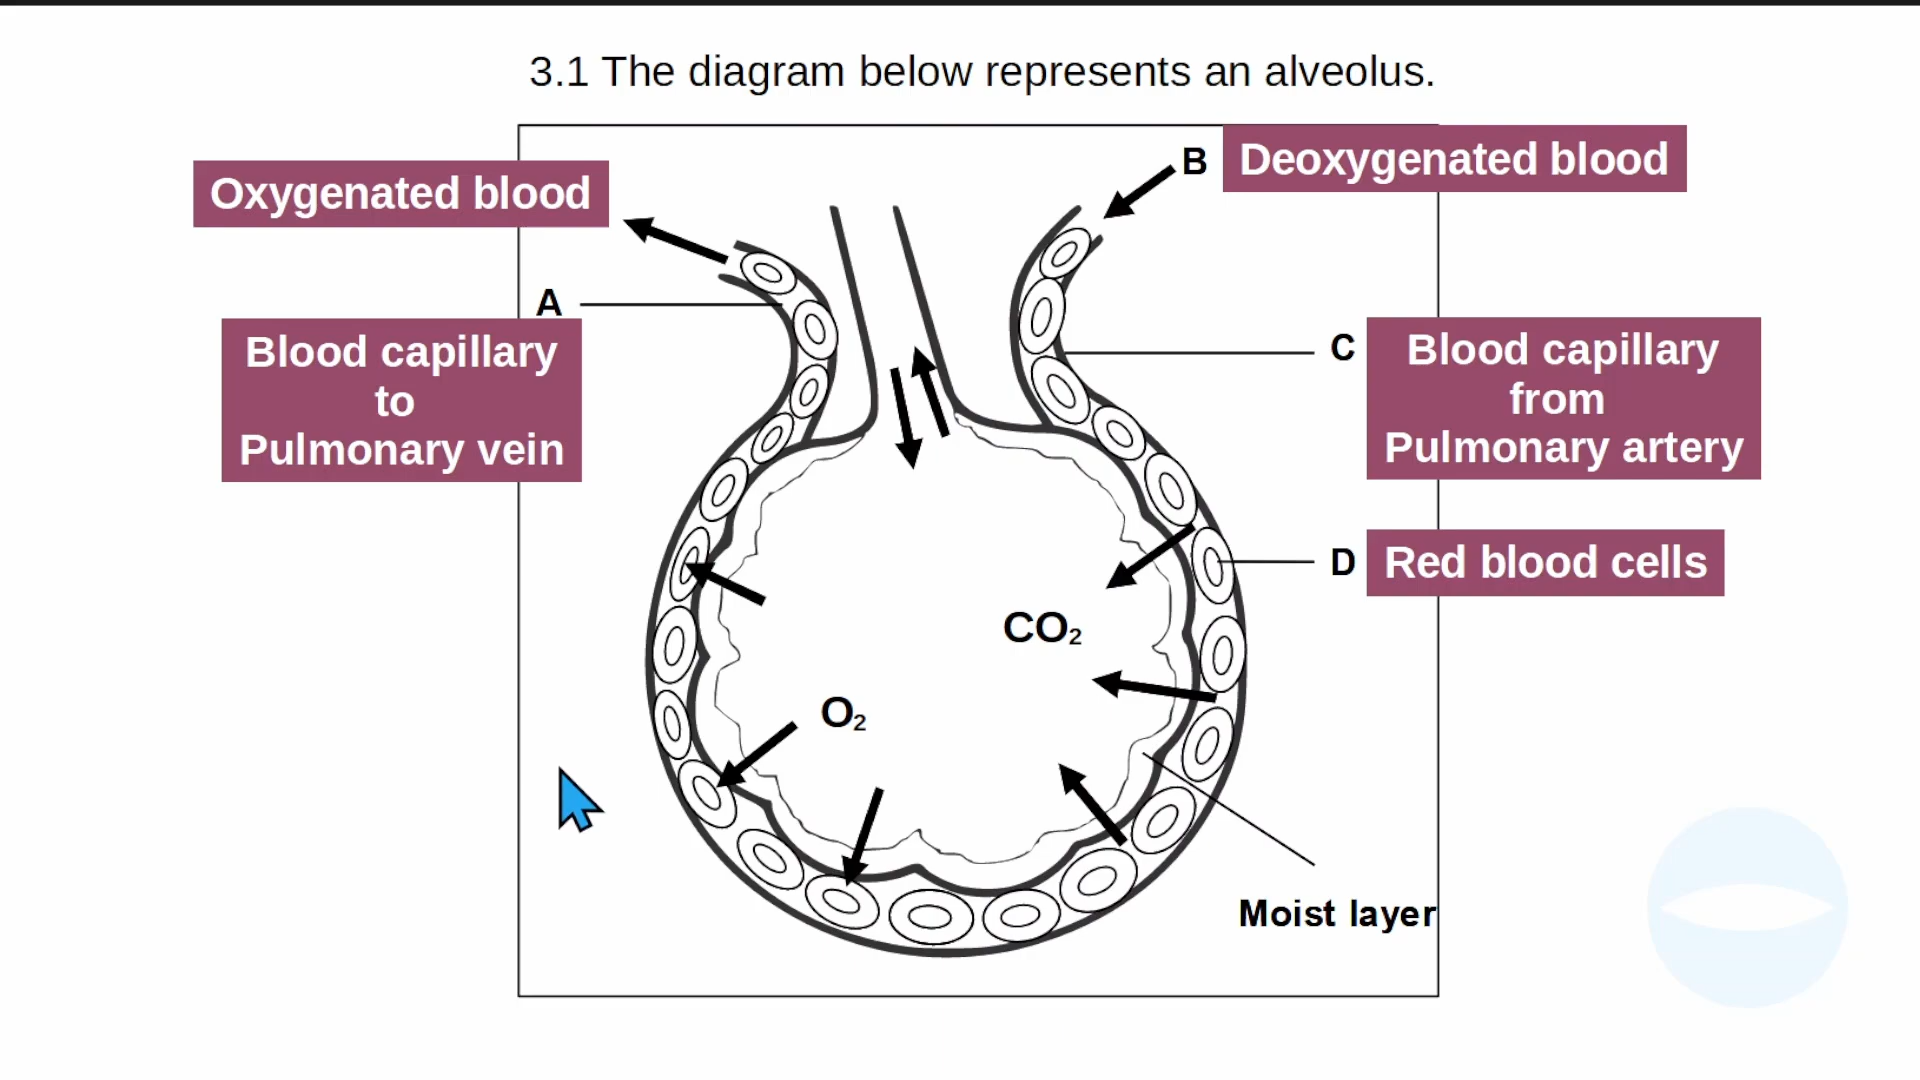 3.1 The diagram below represents an alveolus.
B
Deoxygenated blood
Oxygenated blood
A
Blood capillary
to
Pulmonary vein
C
Blood capillary
from
Pulmonary artery
D
Red blood cells
CO₂
O₂
Moist layer